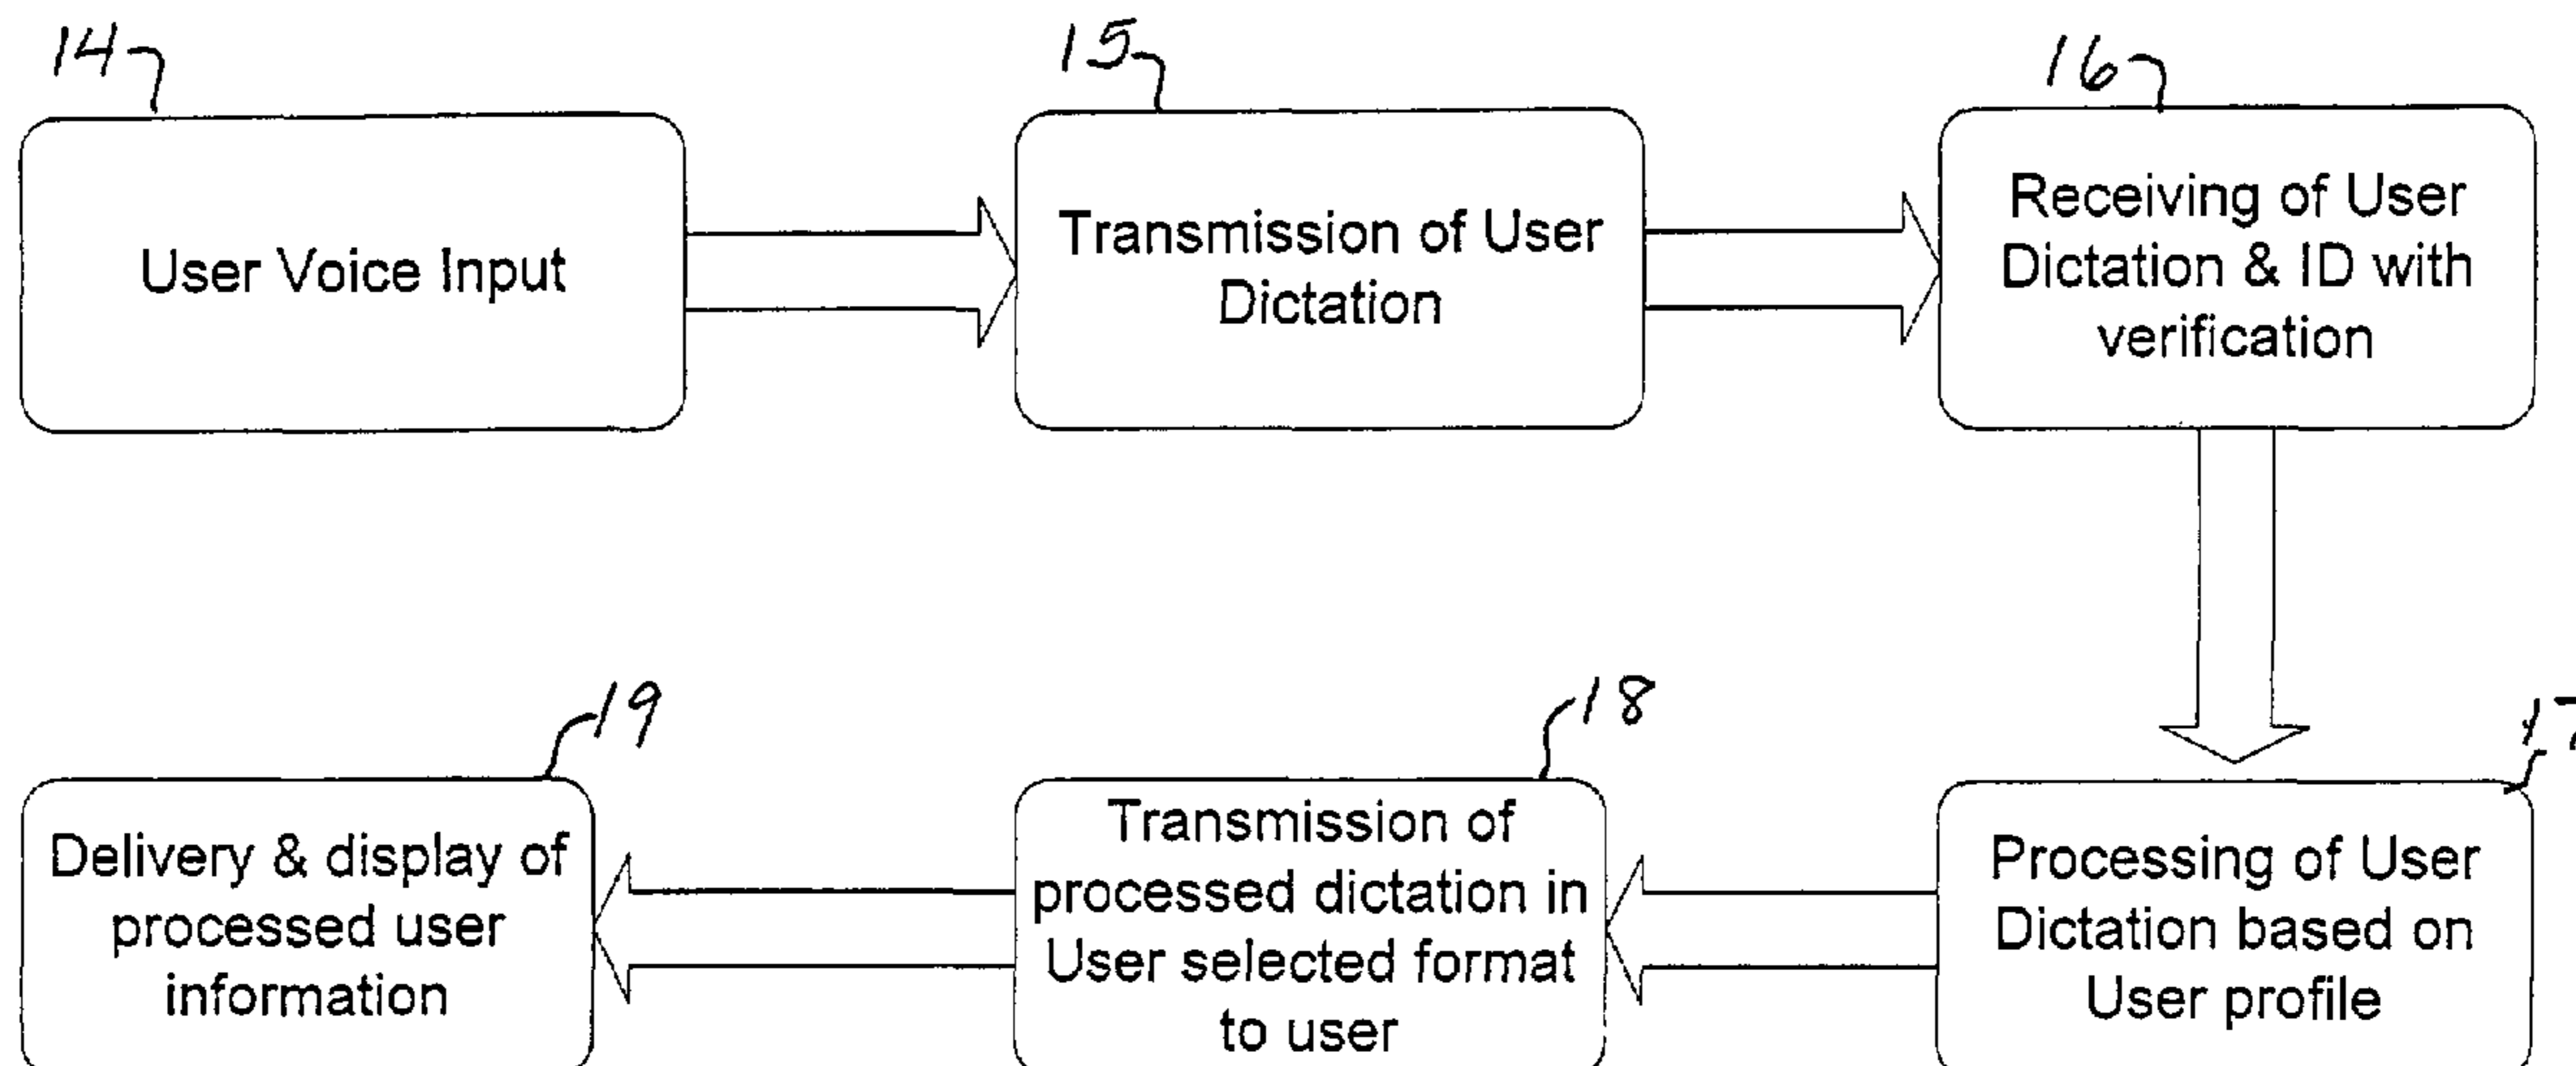 14
15
16
User Voice Input
Transmission of User
Dictation
Receiving of User
Dictation & ID with
verification
19
18
17
Delivery & display of
processed user
information
Transmission of
processed dictation in
User selected format
to user
Processing of User
Dictation based on
User profile